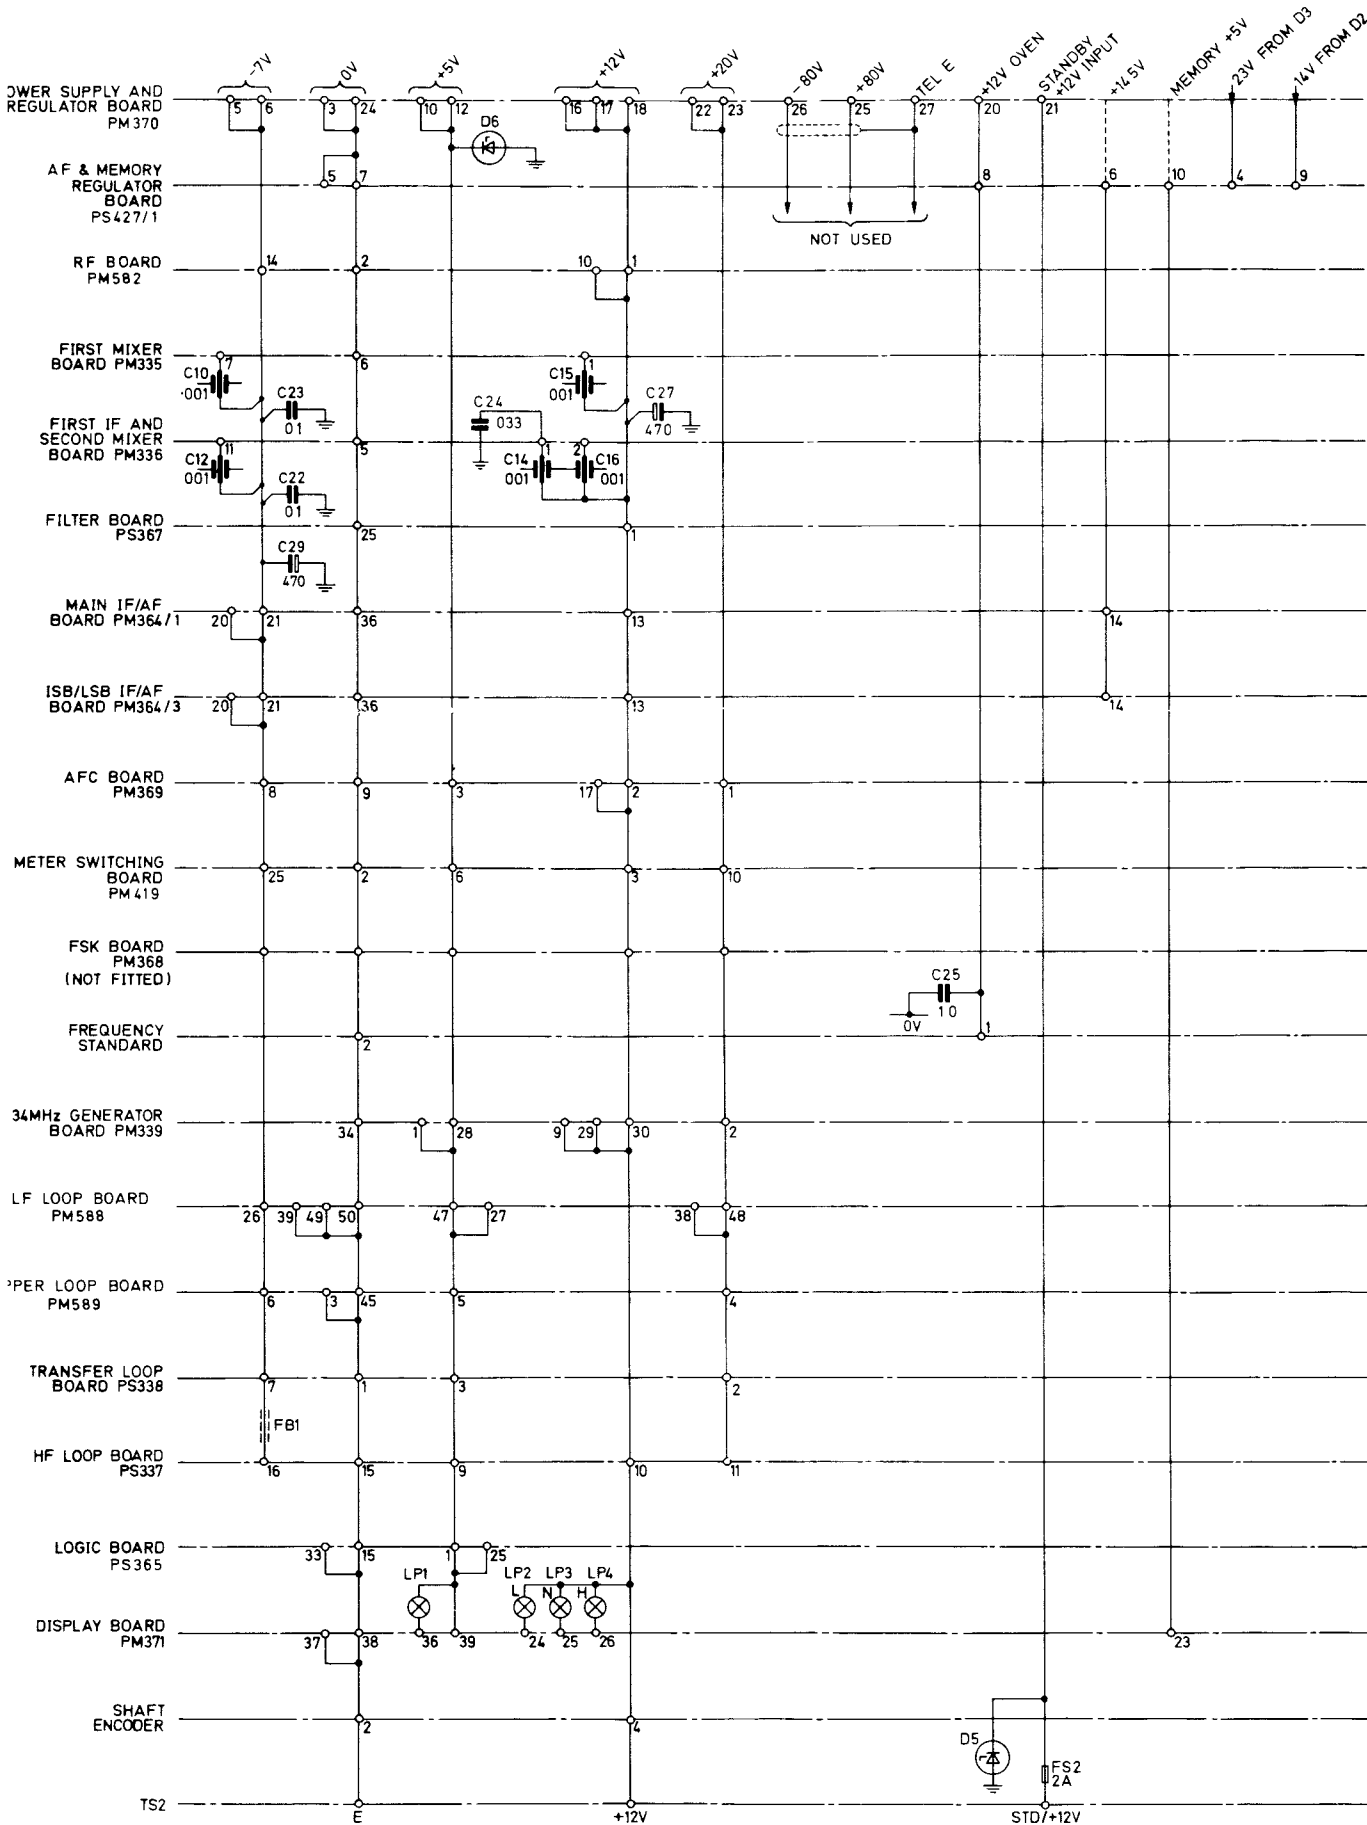 -7V
0V
+5V
+12V
+20V
-80V
+80V
TEL E
+12V OVEN
STANDBY
+12V INPUT
+14 5V
MEMORY +5V
23V FROM D3
14V FROM D2
OWER SUPPLY AND
REGULATOR BOARD
PM370
5 6 3 24 10 12 16 17 18 22 23 26 25 27 20 21
D6
AF & MEMORY
REGULATOR
BOARD
PS427/1
5 7 8 6 10 4 9
NOT USED
RF BOARD
PM582
14 2 10 1
FIRST MIXER
BOARD PM335
7 6 1
C10
·001
C23
01
C15
001
C27
470
C24
033
FIRST IF AND
SECOND MIXER
BOARD PM336
11 5 1 2
C12
001
C22
01
C14
001
C16
001
FILTER BOARD
PS367
25 1
C29
470
MAIN IF/AF
BOARD PM364/1
20 21 36 13 14
ISB/LSB IF/AF
BOARD PM364/3
20 21 36 13 14
AFC BOARD
PM369
8 9 3 17 2 1
METER SWITCHING
BOARD
PM419
25 2 6 3 10
FSK BOARD
PM368
(NOT FITTED)
C25
10
0V
FREQUENCY
STANDARD
2 1
34MHz GENERATOR
BOARD PM339
34 1 28 9 29 30 2
LF LOOP BOARD
PM588
26 39 49 50 47 27 38 48
PPER LOOP BOARD
PM589
6 3 45 5 4
TRANSFER LOOP
BOARD PS338
7 1 3 2
FB1
HF LOOP BOARD
PS337
16 15 9 10 11
LOGIC BOARD
PS365
33 15 1 25
LP1 LP2 LP3 LP4
L N H
DISPLAY BOARD
PM371
37 38 36 39 24 25 26 23
SHAFT
ENCODER
2 4
D5
FS2
2A
TS2
E +12V STD/+12V